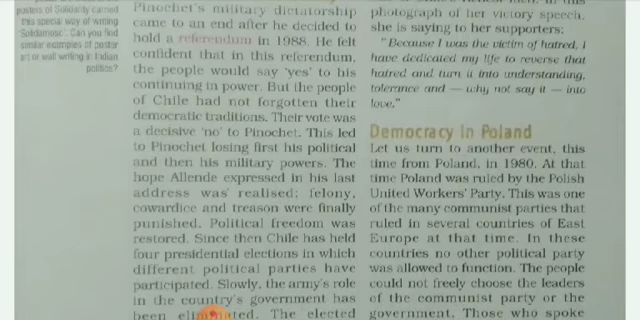 posters of Solidarity carried
this special way of writing
'Solidarnosc'. Can you find
similar examples of poster
art or wall writing in Indian
politics?
Pinochet's military dictatorship
came to an end after he decided to
hold a referendum in 1988. He felt
confident that in this referendum,
the people would say 'yes' to his
continuing in power. But the people
of Chile had not forgotten their
democratic traditions. Their vote was
a decisive 'no' to Pinochet. This led
to Pinochet losing first his political
and then his military powers. The
hope Allende expressed in his last
address was realised: felony,
cowardice and treason were finally
punished. Political freedom was
restored. Since then Chile has held
four presidential elections in which
different political parties have
participated. Slowly, the army's role
in the country's government has
been eliminated. The elected
photograph of her victory speech,
she is saying to her supporters:
"Because I was the victim of hatred, I
have dedicated my life to reverse that
hatred and turn it into understanding,
tolerance and — why not say it — into
love."
Democracy in Poland
Let us turn to another event, this
time from Poland, in 1980. At that
time Poland was ruled by the Polish
United Workers' Party. This was one
of the many communist parties that
ruled in several countries of East
Europe at that time. In these
countries no other political party
was allowed to function. The people
could not freely choose the leaders
of the communist party or the
government. Those who spoke